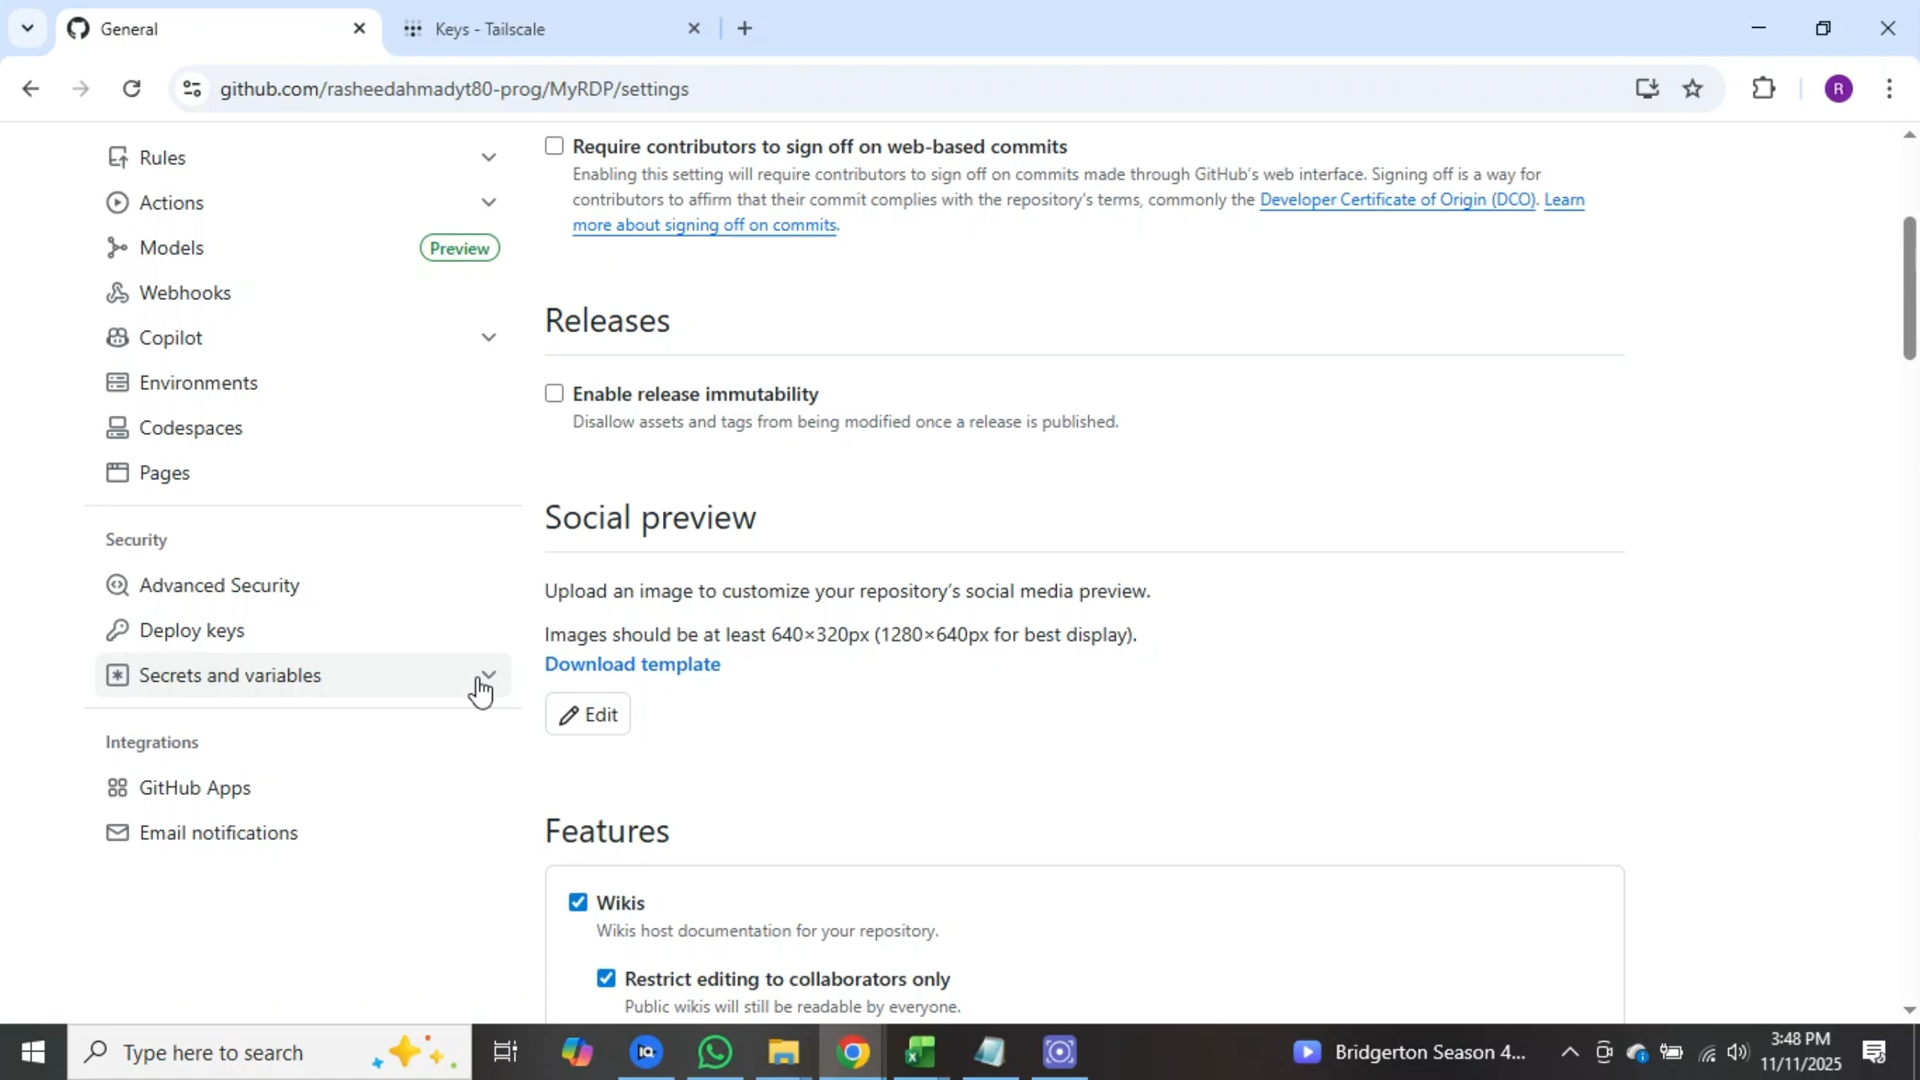 General
Keys - Tailscale
github.com/rasheedahmadyt80-prog/MyRDP/settings
R
Rules
Actions
Models Preview
Webhooks
Copilot
Environments
Codespaces
Pages
Security
Advanced Security
Deploy keys
Secrets and variables
Integrations
GitHub Apps
Email notifications
Require contributors to sign off on web-based commits
Enabling this setting will require contributors to sign off on commits made through GitHub's web interface. Signing off is a way for
contributors to affirm that their commit complies with the repository's terms, commonly the Developer Certificate of Origin (DCO). Learn
more about signing off on commits.
Releases
Enable release immutability
Disallow assets and tags from being modified once a release is published.
Social preview
Upload an image to customize your repository's social media preview.
Images should be at least 640×320px (1280×640px for best display).
Download template
Edit
Features
Wikis
Wikis host documentation for your repository.
Restrict editing to collaborators only
Public wikis will still be readable by everyone.
Type here to search
Bridgerton Season 4...
3:48 PM
11/11/2025